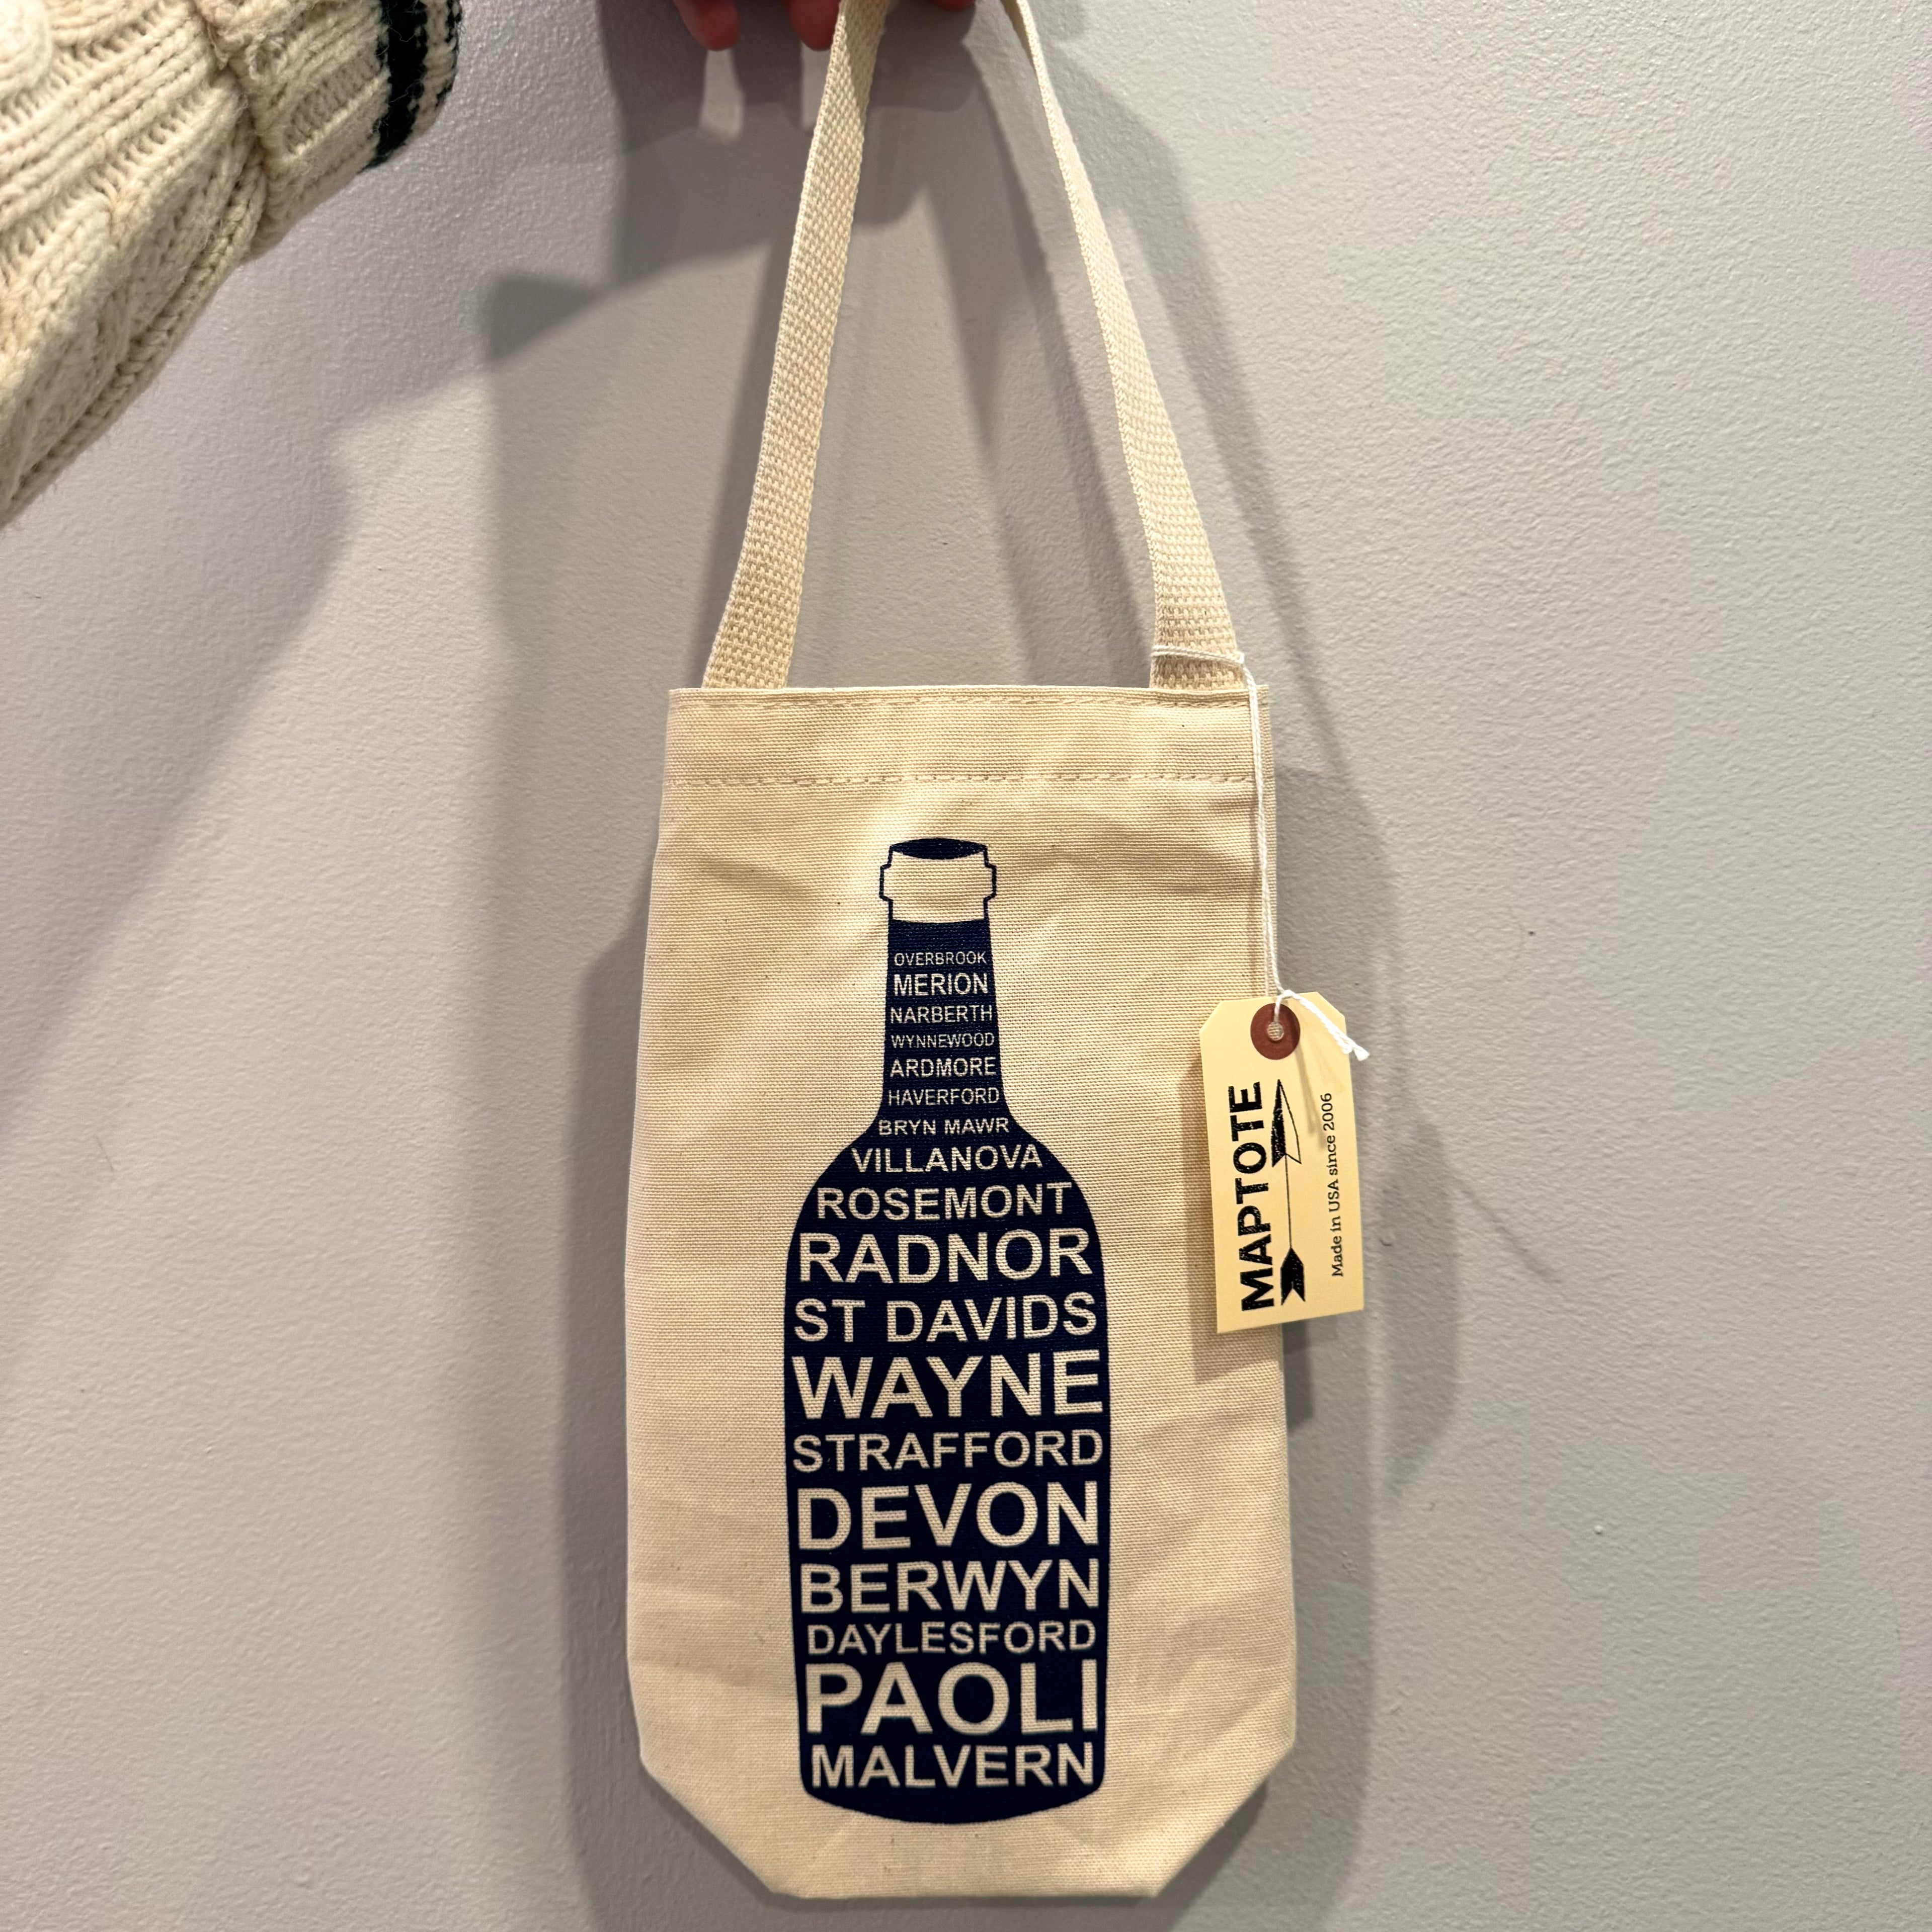 OVERBROOK
MERION
NARBERTH
WYNNEWOOD
ARDMORE
HAVERFORD
BRYN MAWR
VILLANOVA
ROSEMONT
RADNOR
ST DAVIDS
WAYNE
STRAFFORD
DEVON
BERWYN
DAYLESFORD
PAOLI
MALVERN
MAPTOTE
Made in USA since 2006